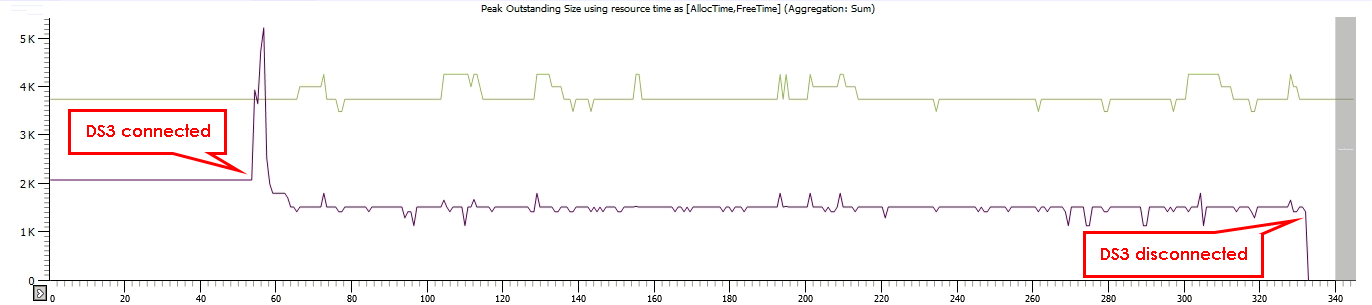 Peak Outstanding Size using resource time as [AllocTime,FreeTime] (Aggregation: Sum)
5 K
4 K
DS3 connected
3 K
2 K
1 K
DS3 disconnected
0
0 20 40 60 80 100 120 140 160 180 200 220 240 260 280 300 320 340